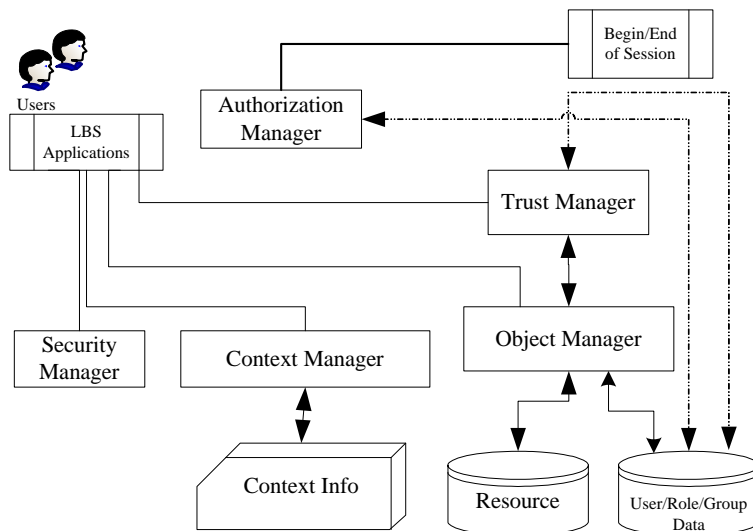 Begin/End
of Session
Users
Authorization
Manager
LBS
Applications
Trust Manager
Security
Manager
Context Manager
Object Manager
Context Info
Resource
User/Role/Group
Data